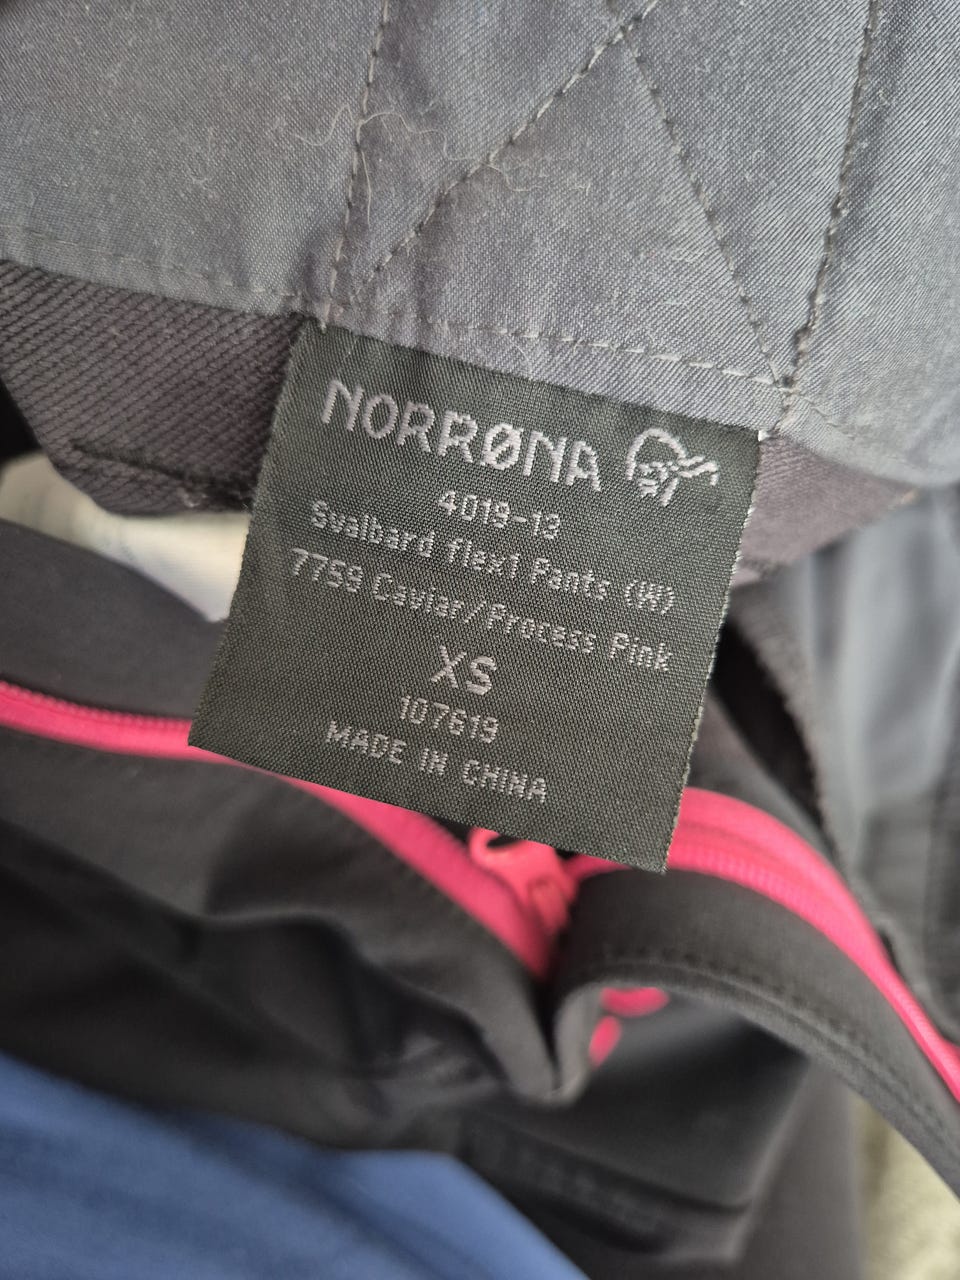 NORRØNA
4019-13
Svalbard flex1 Pants (W)
7759 Caviar/Process Pink
XS
107619
MADE IN CHINA